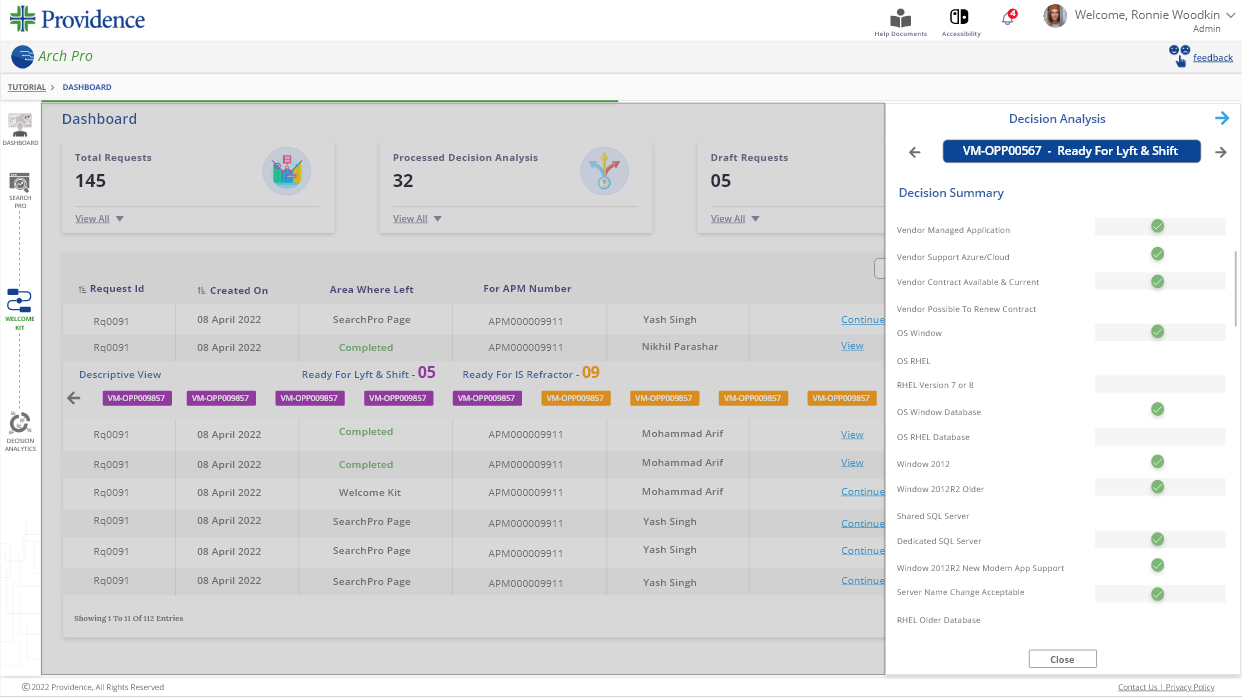 Providence
Help Documents
Accessibility
4
Welcome, Ronnie Woodkin
Admin
Arch Pro
feedback
TUTORIAL > DASHBOARD
DASHBOARD
SEARCH
PRO
WELCOME
KIT
DECISION
ANALYTICS
Dashboard
Total Requests
145
View All
Processed Decision Analysis
32
View All
Draft Requests
05
View All
Request Id Created On Area Where Left For APM Number
Rq0091 08 April 2022 SearchPro Page APM000009911 Yash Singh Continue
Rq0091 08 April 2022 Completed APM000009911 Nikhil Parashar View
Descriptive View Ready For Lyft & Shift - 05 Ready For IS Refractor - 09
VM-OPP009857 VM-OPP009857 VM-OPP009857 VM-OPP009857 VM-OPP009857 VM-OPP009857 VM-OPP009857 VM-OPP009857 VM-OPP009857
Rq0091 08 April 2022 Completed APM000009911 Mohammad Arif View
Rq0091 08 April 2022 Completed APM000009911 Mohammad Arif View
Rq0091 08 April 2022 Welcome Kit APM000009911 Mohammad Arif Continue
Rq0091 08 April 2022 SearchPro Page APM000009911 Yash Singh Continue
Rq0091 08 April 2022 SearchPro Page APM000009911 Yash Singh Continue
Rq0091 08 April 2022 SearchPro Page APM000009911 Yash Singh Continue
Showing 1 To 11 Of 112 Entries
Decision Analysis
VM-OPP00567 - Ready For Lyft & Shift
Decision Summary
Vendor Managed Application
Vendor Support Azure/Cloud
Vendor Contract Available & Current
Vendor Possible To Renew Contract
OS Window
OS RHEL
RHEL Version 7 or 8
OS Window Database
OS RHEL Database
Window 2012
Window 2012R2 Older
Shared SQL Server
Dedicated SQL Server
Window 2012R2 New Modem App Support
Server Name Change Acceptable
RHEL Older Database
Close
© 2022 Providence, All Rights Reserved
Contact Us | Privacy Policy